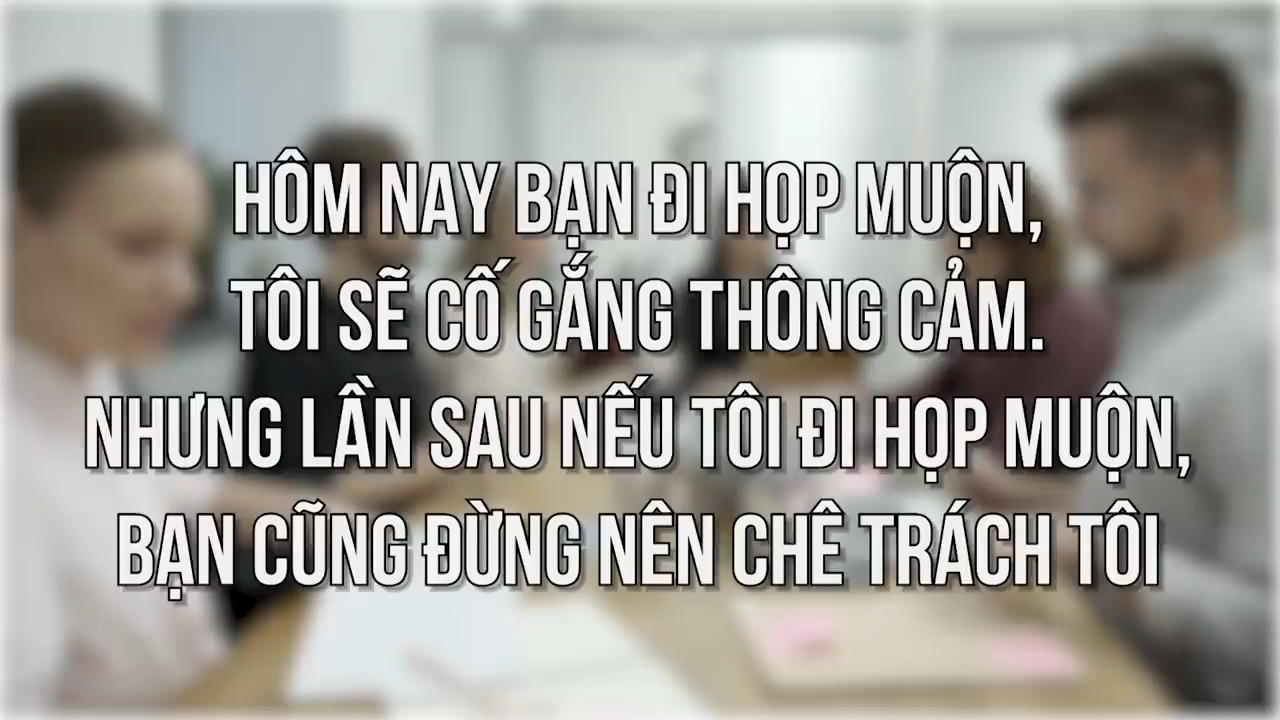 HÔM NAY BẠN ĐI HỌP MUỘN,
TÔI SẼ CỐ GẮNG THÔNG CẢM.
NHƯNG LẦN SAU NẾU TÔI ĐI HỌP MUỘN,
BẠN CŨNG ĐỪNG NÊN CHÊ TRÁCH TÔI